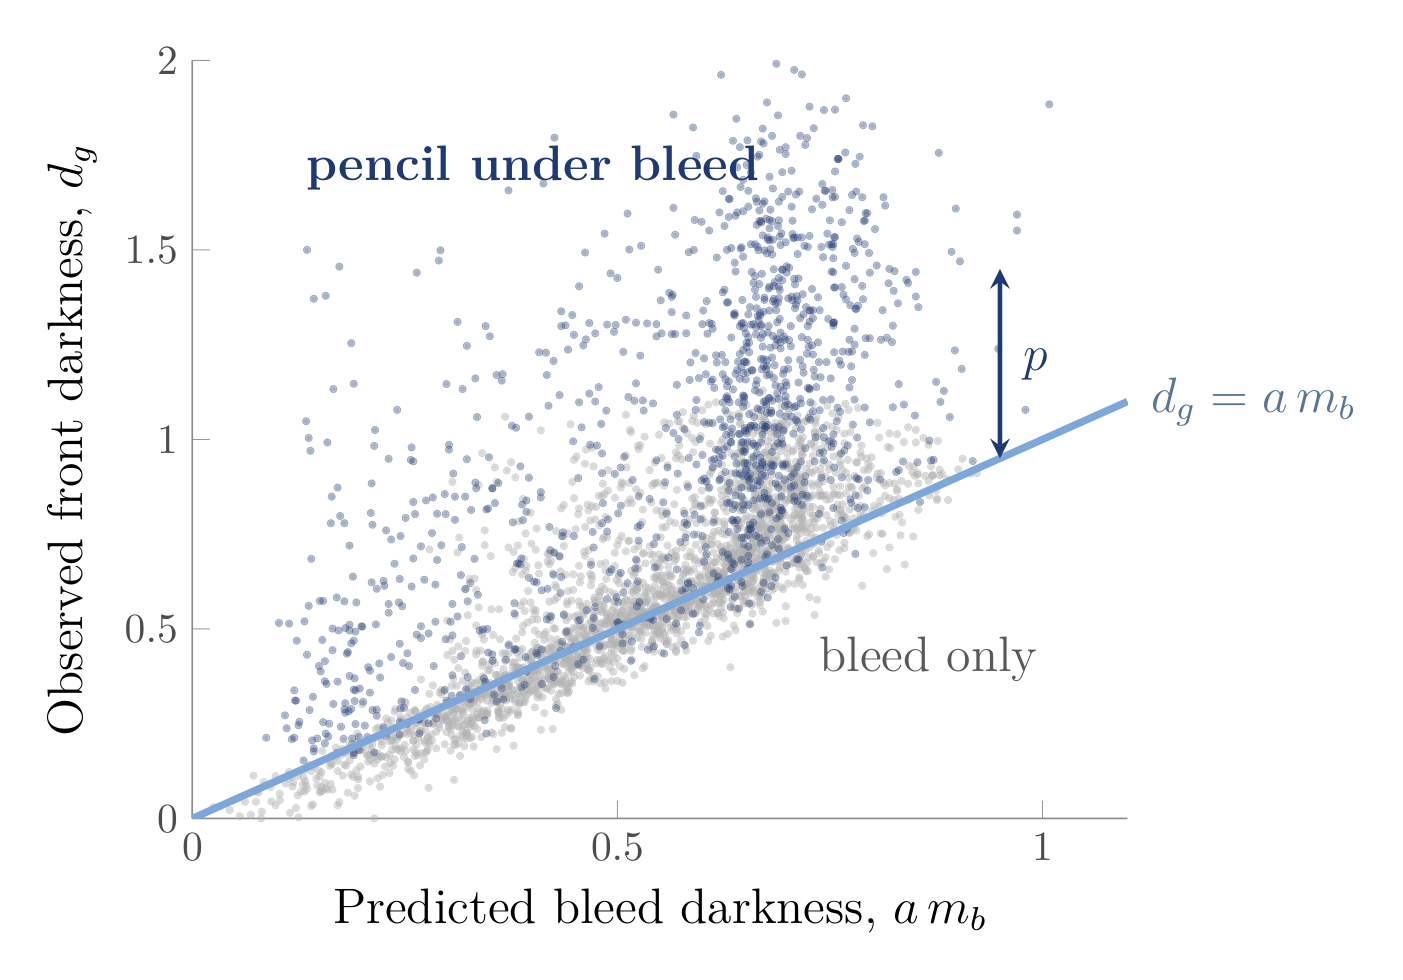 2
pencil under bleed
1.5
p
d_g = a m_b
1
0.5
bleed only
0
0 0.5 1
Observed front darkness, d_g
Predicted bleed darkness, a m_b